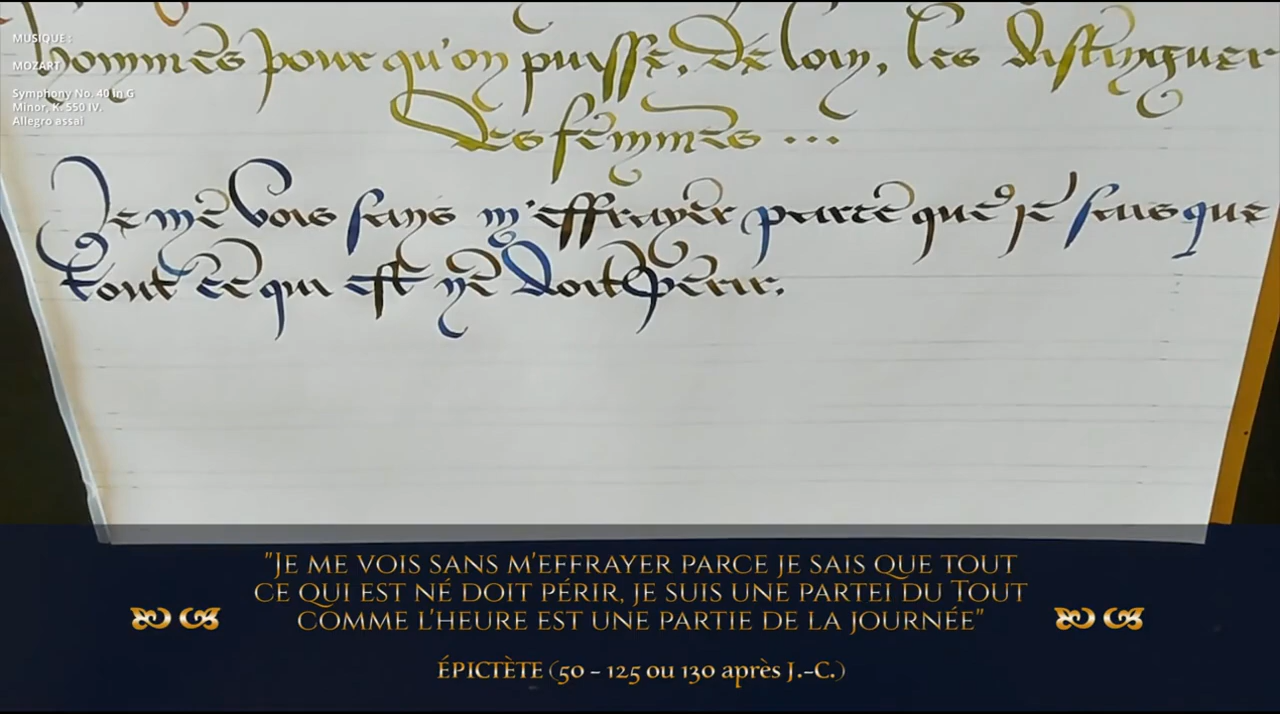 MUSIQUE :
MOZART
Symphony No. 40 in G
Minor, K. 550 IV.
Allegro assai
hommes pour qu'on puisse, de loin, les distinguer
des femmes ...
Je me vois sans m'effrayer parce que je sais que
tout ce qui est né doit périr,
"JE ME VOIS SANS M'EFFRAYER PARCE JE SAIS QUE TOUT
CE QUI EST NÉ DOIT PÉRIR, JE SUIS UNE PARTEI DU TOUT
COMME L'HEURE EST UNE PARTIE DE LA JOURNÉE"
ÉPICTÈTE (50 – 125 ou 130 après J.-C.)